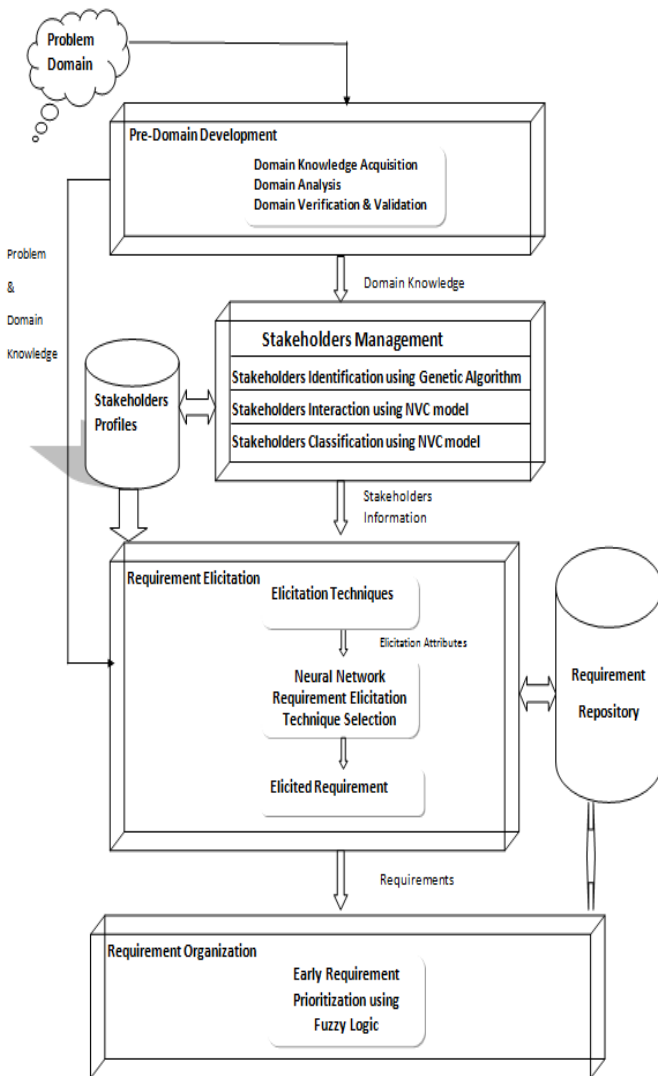 Problem
Domain
Pre-Domain Development
Domain Knowledge Acquisition
Domain Analysis
Domain Verification & Validation
Problem
&
Domain
Knowledge
Domain Knowledge
Stakeholders Management
Stakeholders Identification using Genetic Algorithm
Stakeholders Interaction using NVC model
Stakeholders Classification using NVC model
Stakeholders
Profiles
Stakeholders
Information
Requirement Elicitation
Elicitation Techniques
Elicitation Attributes
Neural Network
Requirement Elicitation
Technique Selection
Elicited Requirement
Requirement
Repository
Requirements
Requirement Organization
Early Requirement
Prioritization using
Fuzzy Logic